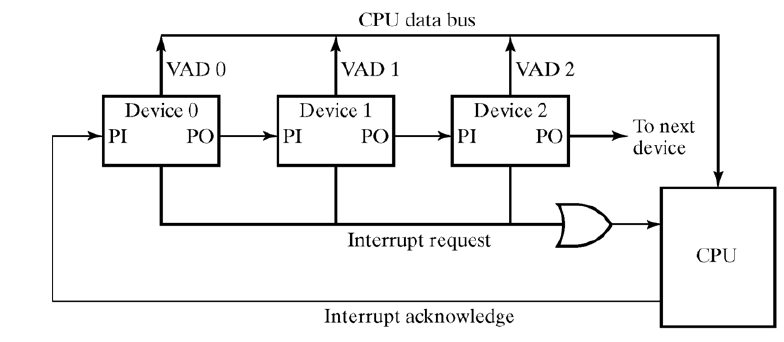 CPU data bus
VAD 0
VAD 1
VAD 2
Device 0
Device 1
Device 2
PI
PO
PI
PO
PI
PO
To next
device
Interrupt request
CPU
Interrupt acknowledge